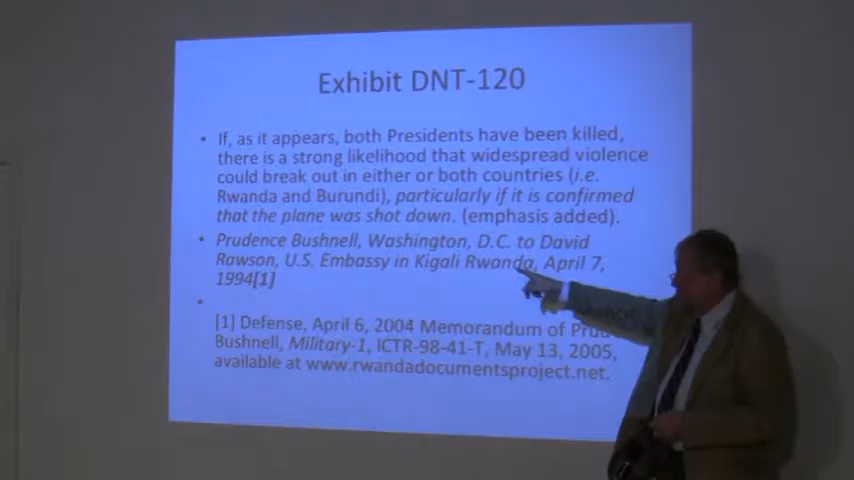 Exhibit DNT-120
• If, as it appears, both Presidents have been killed,
there is a strong likelihood that widespread violence
could break out in either or both countries (i.e.
Rwanda and Burundi), particularly if it is confirmed
that the plane was shot down. (emphasis added).
• Prudence Bushnell, Washington, D.C. to David
Rawson, U.S. Embassy in Kigali Rwanda, April 7,
1994[1]
•
[1] Defense, April 6, 2004 Memorandum of
Bushnell, Military-1, ICTR-98-41-T, May 13, 2005,
available at www.rwandadocumentsproject.net.